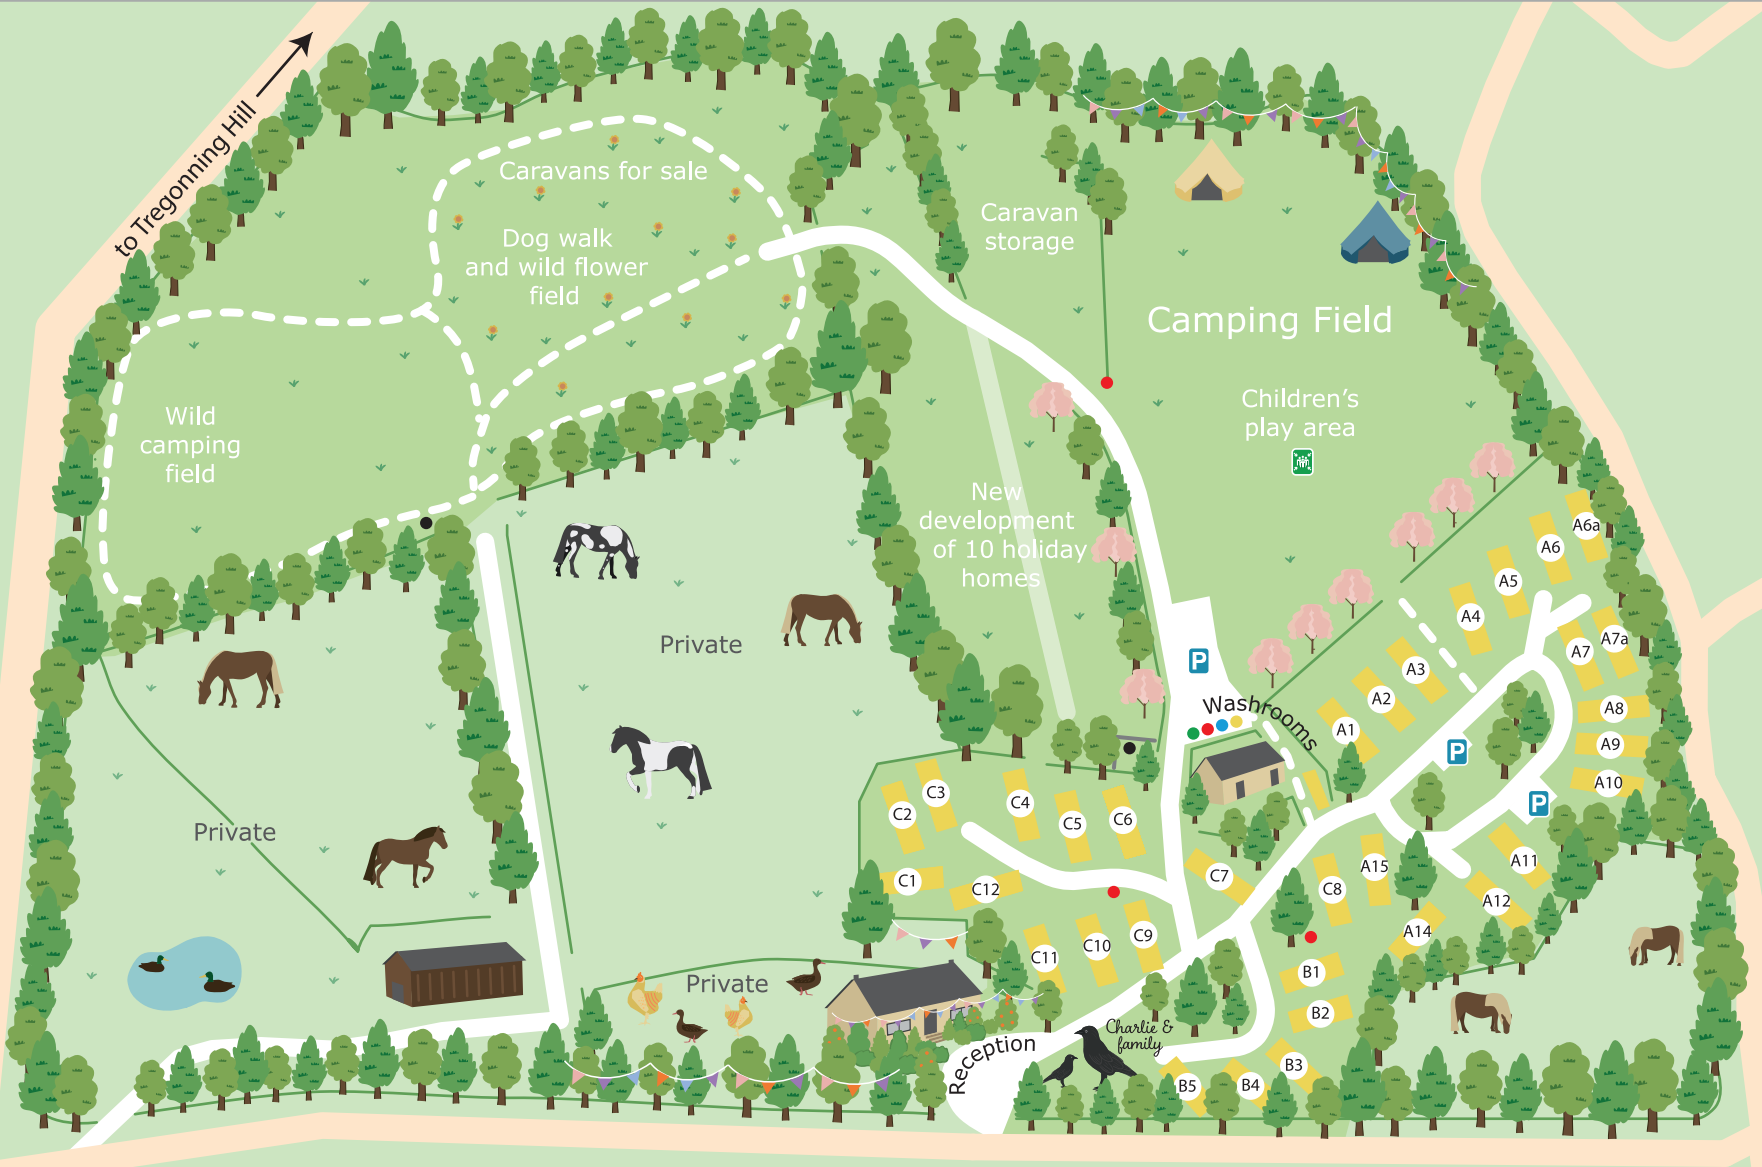 to Tregonning Hill
Caravans for sale
Dog walk
and wild flower
field
Caravan
storage
Camping Field
Children's
play area
Wild
camping
field
New
development
of 10 holiday
homes
Private
Private
Private
P
Washrooms
P
P
A6a
A6
A5
A4
A7a
A7
A3
A2
A1
A8
A9
A10
C3
C2
C4
C5
C6
C1
C12
C7
C8
A15
A11
A12
A14
C11
C10
C9
B1
B2
B3
B4
B5
Charlie &
family
Reception